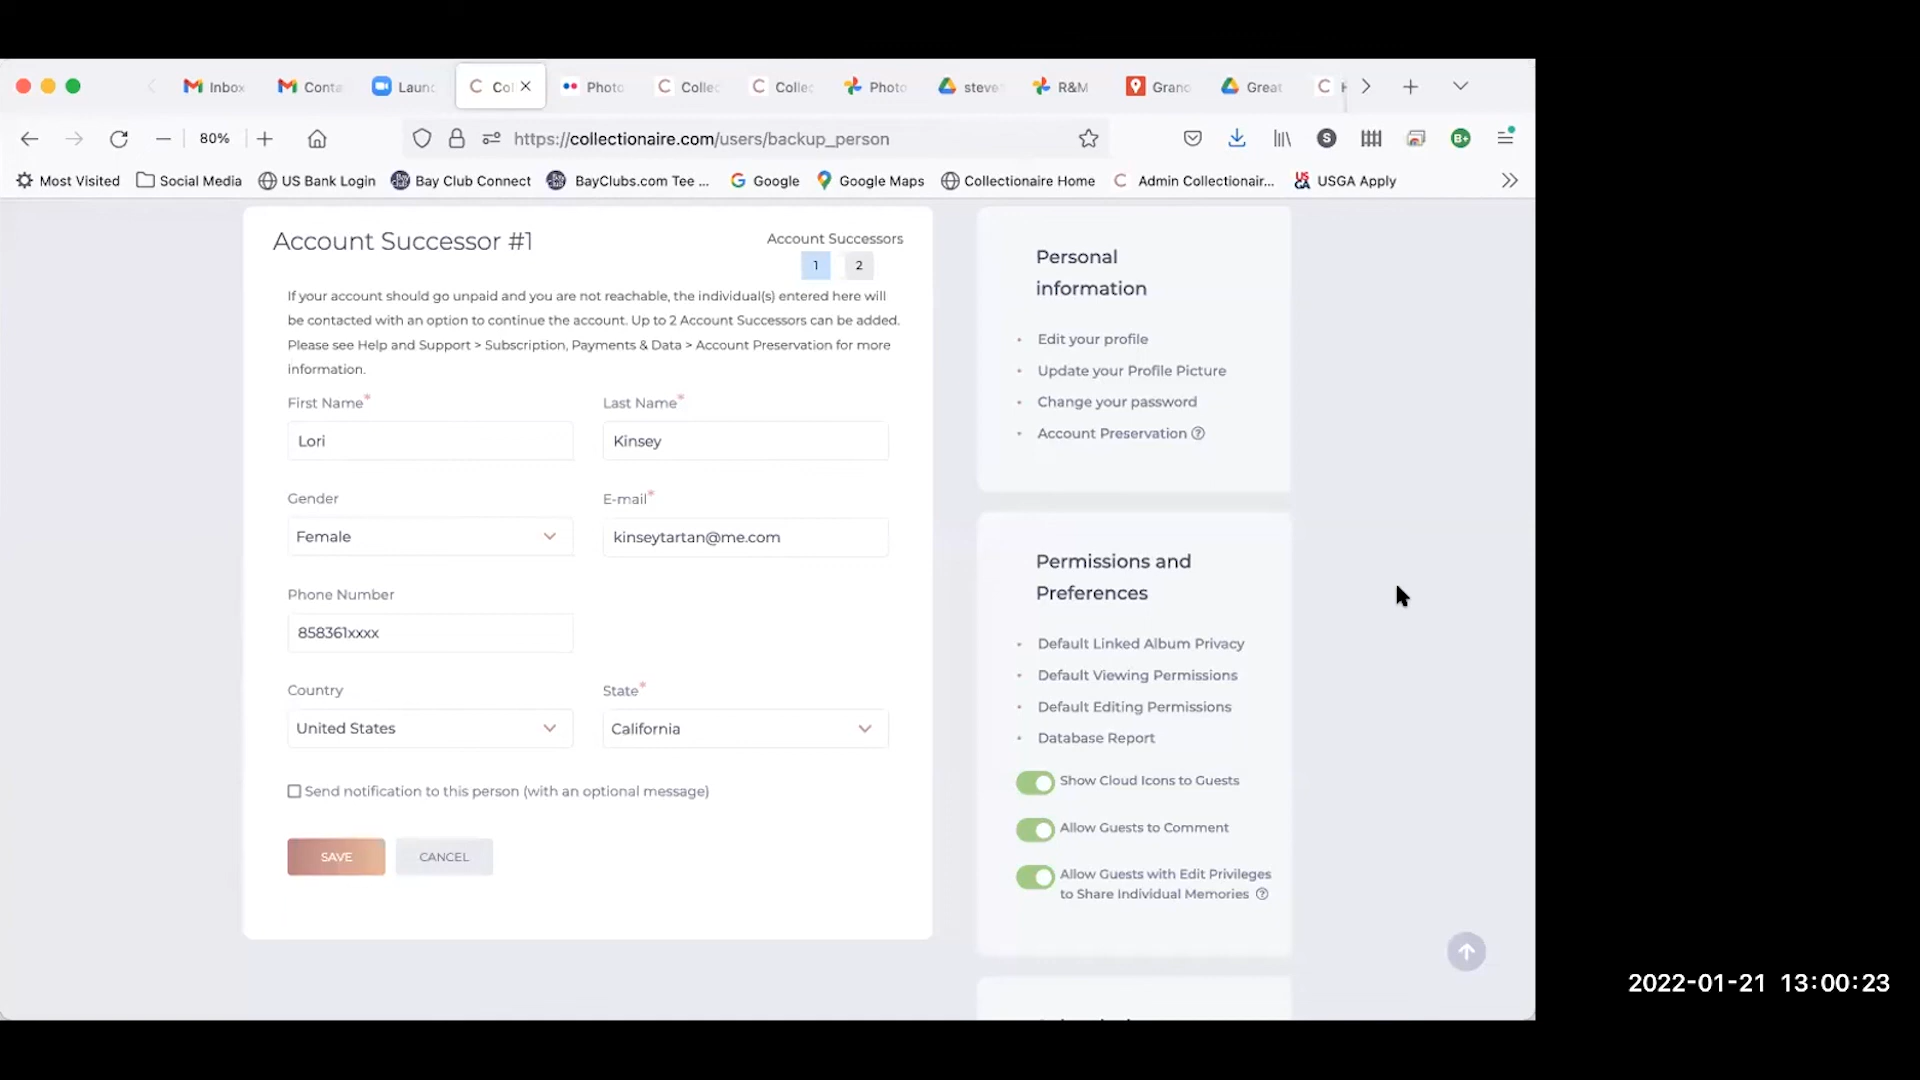 Inbox
Conta
Laun
Col
Photo
Collec
Collec
Photo
steve
R&M
Grand
Great
80%
https://collectionaire.com/users/backup_person
S
B+
Most Visited
Social Media
US Bank Login
Bay Club Connect
BayClubs.com Tee ...
Google
Google Maps
Collectionaire Home
Admin Collectionair...
USGA Apply
Account Successor #1
Account Successors
1 2
If your account should go unpaid and you are not reachable, the individual(s) entered here will
be contacted with an option to continue the account. Up to 2 Account Successors can be added.
Please see Help and Support > Subscription, Payments & Data > Account Preservation for more
information.
First Name* Last Name*
Lori Kinsey
Gender E-mail*
Female kinseytartan@me.com
Phone Number
858361xxxx
Country State*
United States California
Send notification to this person (with an optional message)
SAVE CANCEL
Personal
information
Edit your profile
Update your Profile Picture
Change your password
Account Preservation
Permissions and
Preferences
Default Linked Album Privacy
Default Viewing Permissions
Default Editing Permissions
Database Report
Show Cloud Icons to Guests
Allow Guests to Comment
Allow Guests with Edit Privileges
to Share Individual Memories
2022-01-21 13:00:23